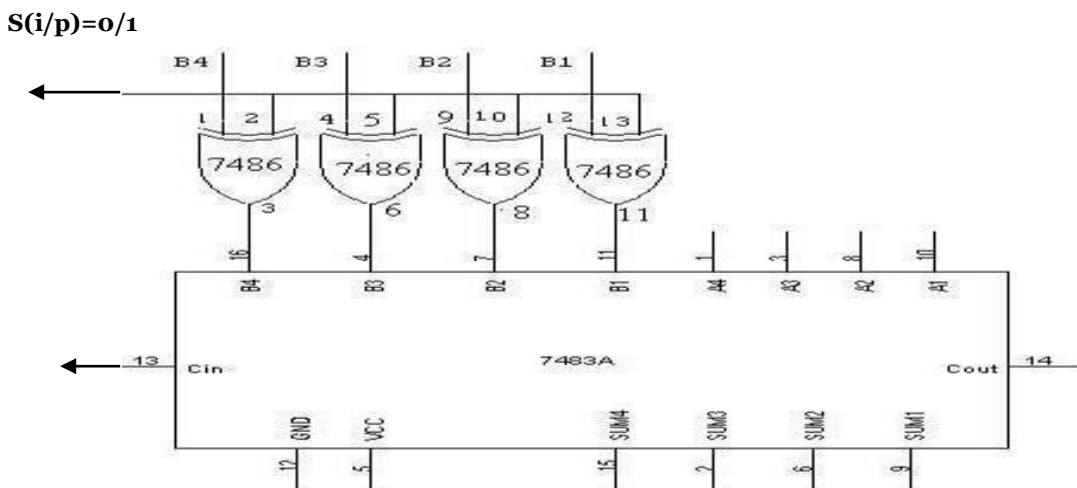 S(i/p)=0/1
B4 B3 B2 B1
1 2 4 5 9 10 12 13
7486 7486 7486 7486
3 6 8 11
16 4 7 11 1 3 8 10
B4 B3 B2 B1 A4 A3 A2 A1
13 Cin 7483A Cout 14
GND VCC SUM4 SUM3 SUM2 SUM1
12 5 15 2 6 9